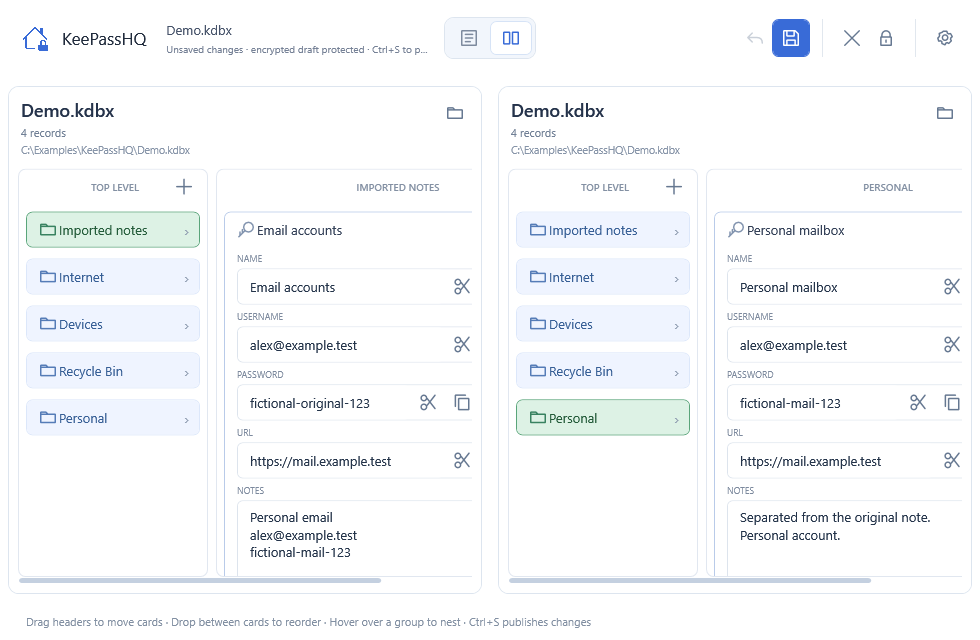 KeePassHQ
Demo.kdbx
Unsaved changes · encrypted draft protected · Ctrl+S to p...
Demo.kdbx
4 records
C:\Examples\KeePassHQ\Demo.kdbx
TOP LEVEL
Imported notes
Internet
Devices
Recycle Bin
Personal
IMPORTED NOTES
Email accounts
NAME
Email accounts
USERNAME
alex@example.test
PASSWORD
fictional-original-123
URL
https://mail.example.test
NOTES
Personal email
alex@example.test
fictional-mail-123
Demo.kdbx
4 records
C:\Examples\KeePassHQ\Demo.kdbx
TOP LEVEL
Imported notes
Internet
Devices
Recycle Bin
Personal
PERSONAL
Personal mailbox
NAME
Personal mailbox
USERNAME
alex@example.test
PASSWORD
fictional-mail-123
URL
https://mail.example.test
NOTES
Separated from the original note.
Personal account.
Drag headers to move cards · Drop between cards to reorder · Hover over a group to nest · Ctrl+S publishes changes